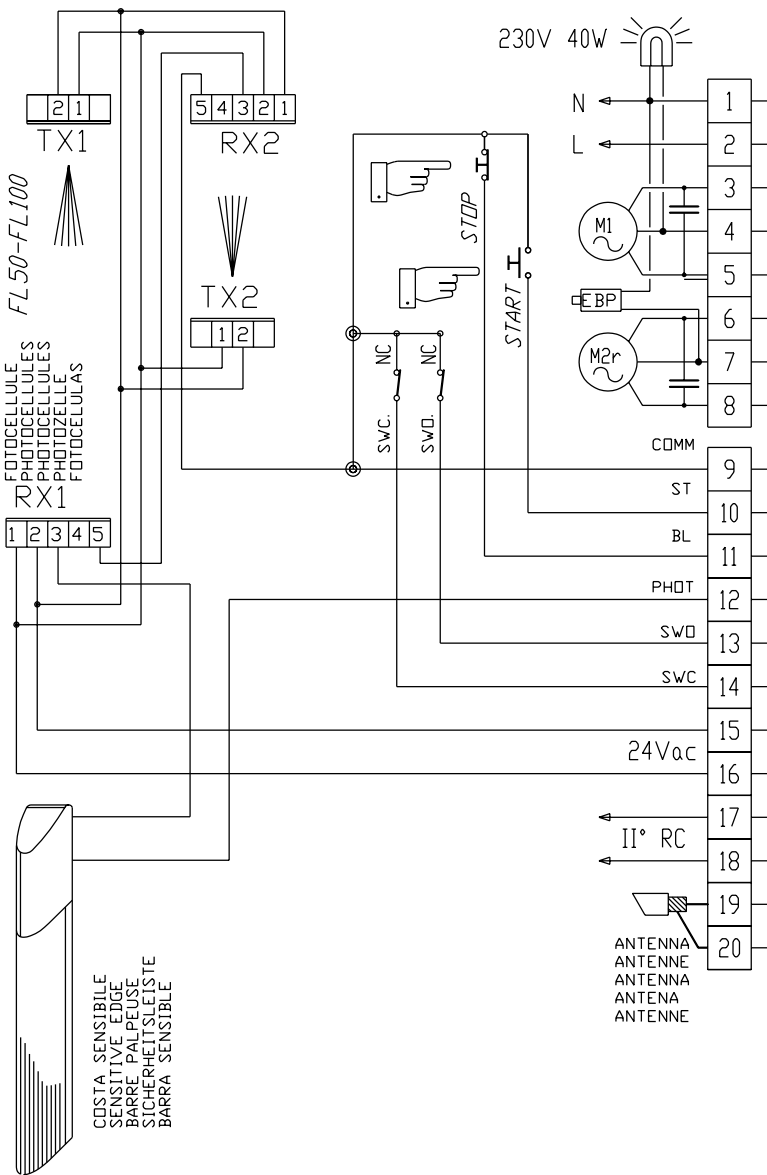 230V 40W
N
1
L
2
3
M1
4
5
EBP
6
M2r
7
8
COMM
9
ST
10
BL
11
PHOT
12
SWO
13
SWC
14
15
24Vac
16
17
II° RC
18
19
20
ANTENNA
ANTENNE
ANTENNA
ANTENA
ANTENNE
2 1
TX1
5 4 3 2 1
RX2
FL50-FL100
TX2
1 2
FOTOCELLULE
PHOTOCELLULES
PHOTOCELLULES
PHOTOZELLE
FOTOCELULAS
RX1
1 2 3 4 5
STOP
START
NC
NC
SWC.
SWO.
COSTA SENSIBILE
SENSITIVE EDGE
BARRE PALPEUSE
SICHERHEITSLEISTE
BARRA SENSIBLE